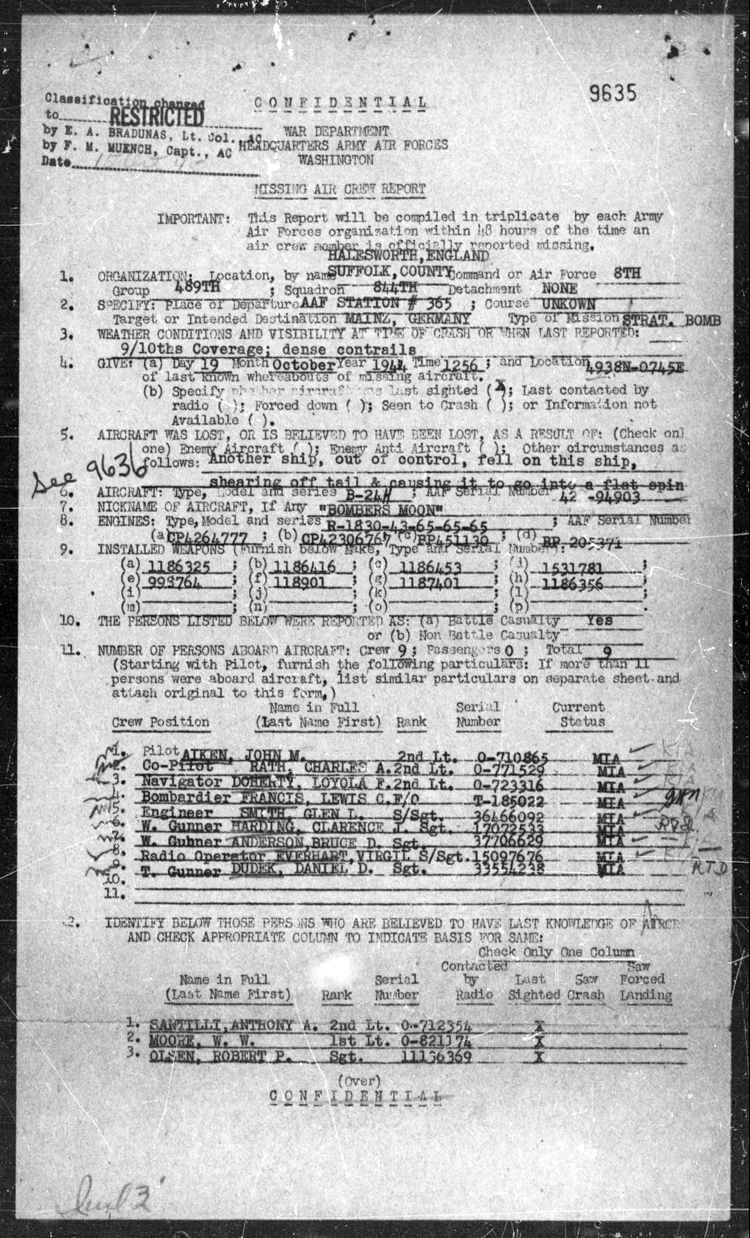 9635
Classification changed
to RESTRICTED
by E. A. BRADUNAS, Lt. Col., AC
by F. M. MUENCH, Capt., AC
Date
CONFIDENTIAL
WAR DEPARTMENT
HEADQUARTERS ARMY AIR FORCES
WASHINGTON
MISSING AIR CREW REPORT
IMPORTANT: This Report will be compiled in triplicate by each Army
Air Forces organization within 48 hours of the time an
air crew member is officially reported missing.
HALESWORTH, ENGLAND
1. ORGANIZATION: Location, by name SUFFOLK, COUNTY Command or Air Force 8TH
Group 489TH ; Squadron 844TH Detachment NONE
2. SPECIFY: Place of Departure AAF STATION # 365 ; Course UNKOWN
Target or Intended Destination MAINZ, GERMANY Type of Mission STRAT. BOMB
3. WEATHER CONDITIONS AND VISIBILITY AT TIME OF CRASH OR WHEN LAST REPORTED:
9/10ths Coverage; dense contrails
4. GIVE: (a) Day 19 Month October Year 1944 Time 1256 ; and Location 4938N-0745E
of last known whereabouts of missing aircraft.
(b) Specify whether aircraft was last sighted (X); Last contacted by
radio ( ); Forced down ( ); Seen to Crash ( ); or Information not
Available ( ).
5. AIRCRAFT WAS LOST, OR IS BELIEVED TO HAVE BEEN LOST, AS A RESULT OF: (Check onl
one) Enemy Aircraft ( ); Enemy Anti Aircraft ( ); Other circumstances as
follows: Another ship, out of control, fell on this ship,
See 9636
shearing off tail & causing it to go into a flat spin
6. AIRCRAFT: Type, Model and series B-24H ; AAF Serial Number 42 -94903
7. NICKNAME OF AIRCRAFT, If Any "BOMBERS MOON"
8. ENGINES: Type, Model and series R-1830-43-65-65-65 ; AAF Serial Number
(a) CP4264777 (b) CP42306767 (c) BP451130 (d) BP-205371
9. INSTALLED WEAPONS (Furnish below Make, Type and Serial Number:
(a) 1186325 ; (b) 1186416 ; (c) 1186453 ; (d) 1531781 ;
(e) 993764 ; (f) 118901 ; (g) 1187401 ; (h) 1186356 ;
(i) ; (j) ; (k) ; (l) ;
(m) ; (n) ; (o) ; (p) ;
10. THE PERSONS LISTED BELOW WERE REPORTED AS: (a) Battle Casualty Yes
or (b) Non Battle Casualty
11. NUMBER OF PERSONS ABOARD AIRCRAFT: Crew 9 ; Passengers 0 ; Total 9
(Starting with Pilot, furnish the following particulars: If more than 11
persons were aboard aircraft, list similar particulars on separate sheet and
attach original to this form.)
Name in Full Serial Current
Crew Position (Last Name First) Rank Number Status
1. Pilot AIKEN, JOHN M. 2nd Lt. O-710865 MIA
2. Co-Pilot RATH, CHARLES A. 2nd Lt. O-771529 MIA
3. Navigator DOHERTY, LOYOLA F. 2nd Lt. O-723316 MIA
4. Bombardier FRANCIS, LEWIS C. F/O T-185022 MIA
5. Engineer SMITH, GLEN L. S/Sgt. 36466092 MIA
6. W. Gunner HARDING, CLARENCE J. Sgt. 17072533 MIA
7. W. Gunner ANDERSON, BRUCE D. Sgt. 37706629 MIA
8. Radio Operator EVERHART, VIRGIL S/Sgt. 15097676 MIA
9. T. Gunner DUDEK, DANIEL D. Sgt. 33554238 MIA RTD
10.
11.
2. IDENTIFY BELOW THOSE PERSONS WHO ARE BELIEVED TO HAVE LAST KNOWLEDGE OF AIRCR
AND CHECK APPROPRIATE COLUMN TO INDICATE BASIS FOR SAME:
Check Only One Column
Contacted Saw
Name in Full Serial by Last Saw Forced
(Last Name First) Rank Number Radio Sighted Crash Landing
1. SANTILLI, ANTHONY A. 2nd Lt. O-712354 X
2. MOORE, W. W. 1st Lt. O-821174 X
3. OLSEN, ROBERT P. Sgt. 11136369 X
(Over)
CONFIDENTIAL